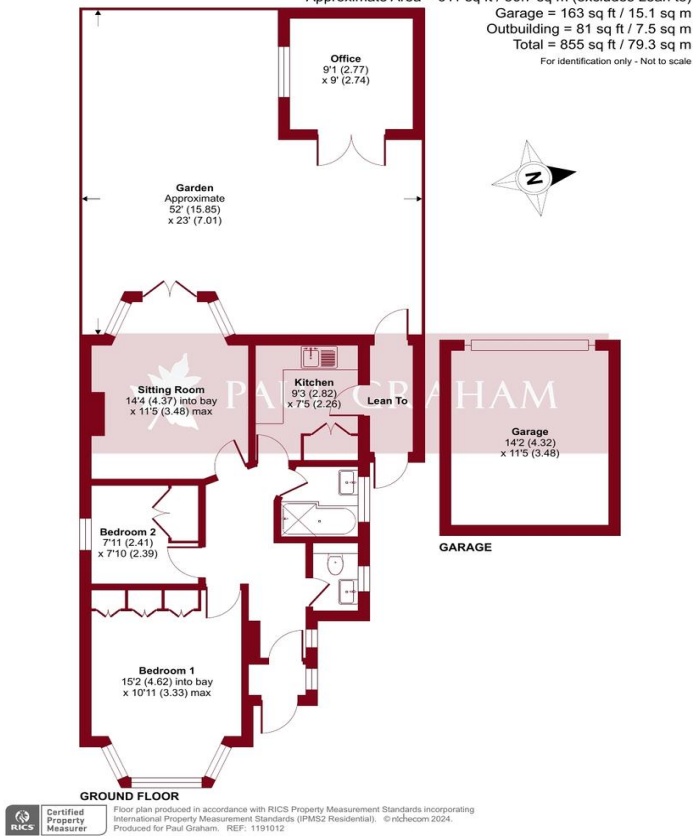 Garage = 163 sq ft / 15.1 sq m
Outbuilding = 81 sq ft / 7.5 sq m
Total = 855 sq ft / 79.3 sq m
For identification only - Not to scale
Office
9'1 (2.77)
x 9' (2.74)
N
Garden
Approximate
52' (15.85)
x 23' (7.01)
Sitting Room
14'4 (4.37) into bay
x 11'5 (3.48) max
Kitchen
9'3 (2.82)
x 7'5 (2.26)
Lean To
PAUL GRAHAM
Garage
14'2 (4.32)
x 11'5 (3.48)
GARAGE
Bedroom 2
7'11 (2.41)
x 7'10 (2.39)
Bedroom 1
15'2 (4.62) into bay
x 10'11 (3.33) max
GROUND FLOOR
RICS
Certified
Property
Measurer
Floor plan produced in accordance with RICS Property Measurement Standards incorporating
International Property Measurement Standards (IPMS2 Residential). © nichecom 2024.
Produced for Paul Graham. REF: 1191012